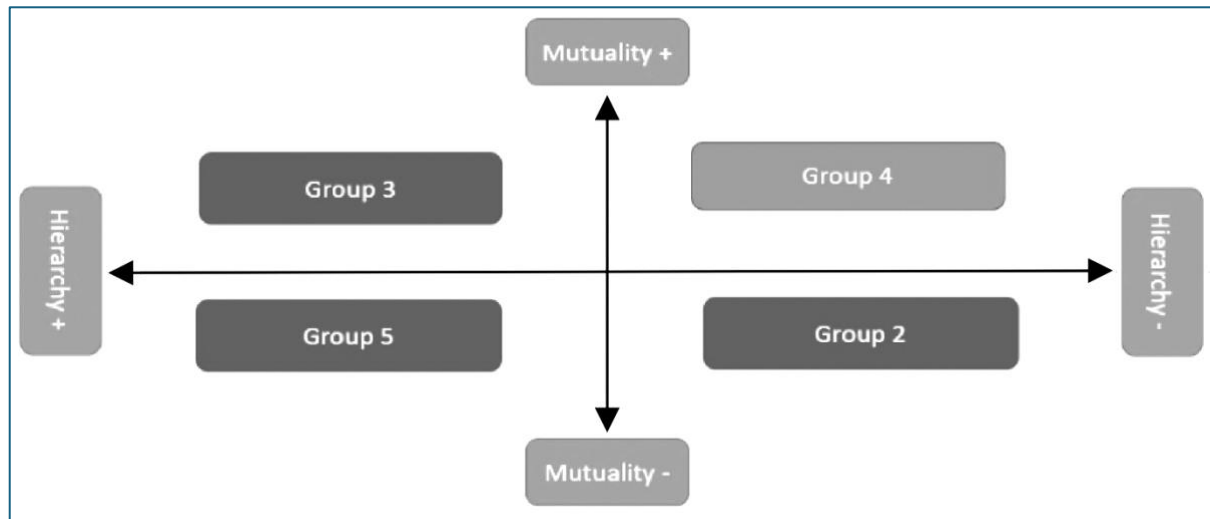 Mutuality +
Group 3
Group 4
Hierarchy +
Hierarchy -
Group 5
Group 2
Mutuality -